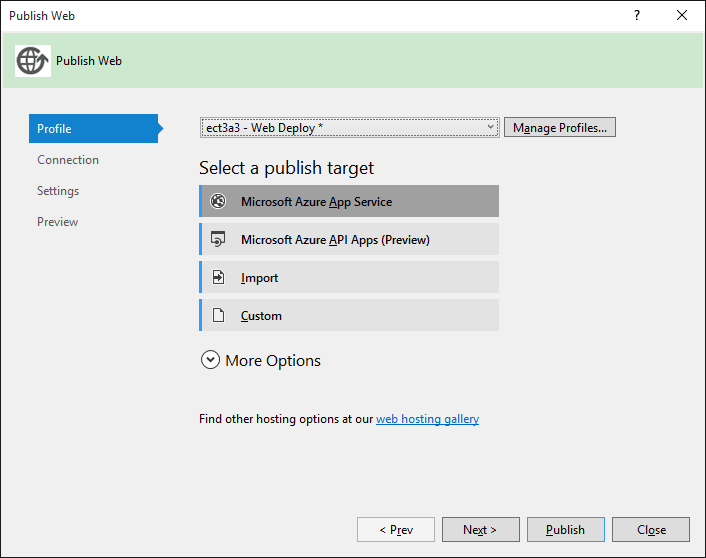 Publish Web
?
Publish Web
Profile
Connection
Settings
Preview
ect3a3 - Web Deploy *
Manage Profiles...
Select a publish target
Microsoft Azure App Service
Microsoft Azure API Apps (Preview)
Import
Custom
More Options
Find other hosting options at our web hosting gallery
< Prev
Next >
Publish
Close